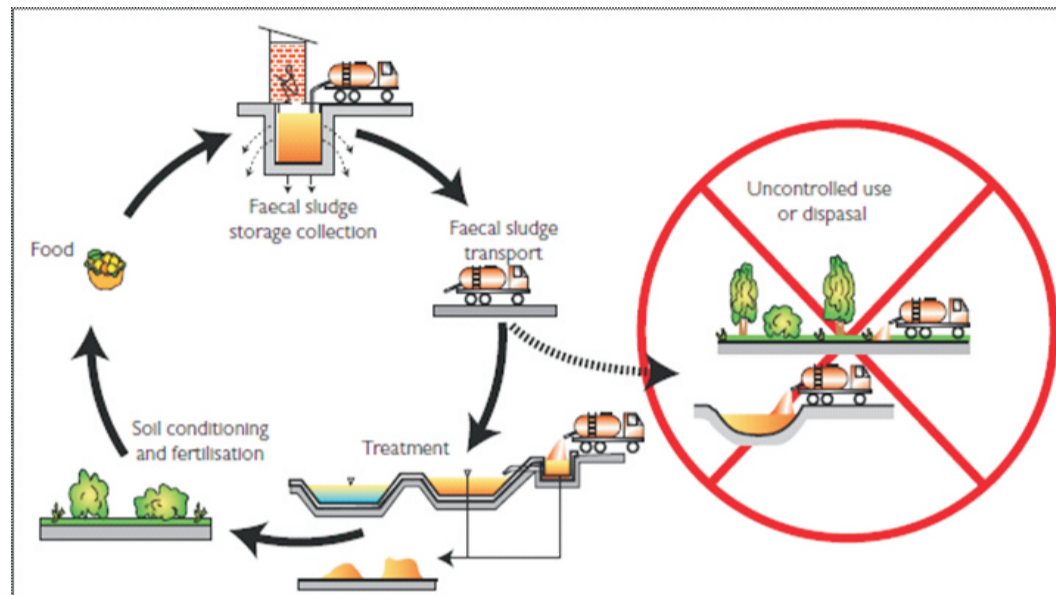 Faecal sludge
storage collection
Faecal sludge
transport
Uncontrolled use
or dispasal
Food
Soil conditioning
and fertilisation
Treatment